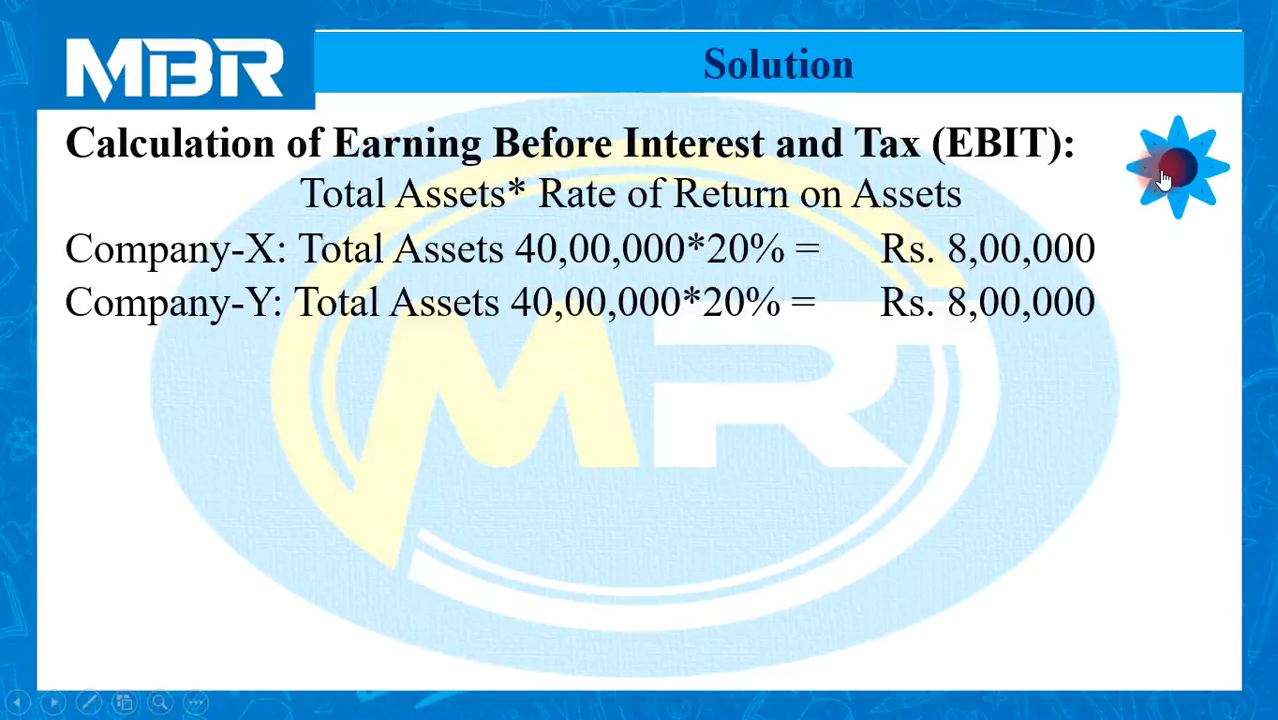 MBR
Solution
Calculation of Earning Before Interest and Tax (EBIT):
Total Assets* Rate of Return on Assets
Company-X: Total Assets 40,00,000*20% = Rs. 8,00,000
Company-Y: Total Assets 40,00,000*20% = Rs. 8,00,000
MR